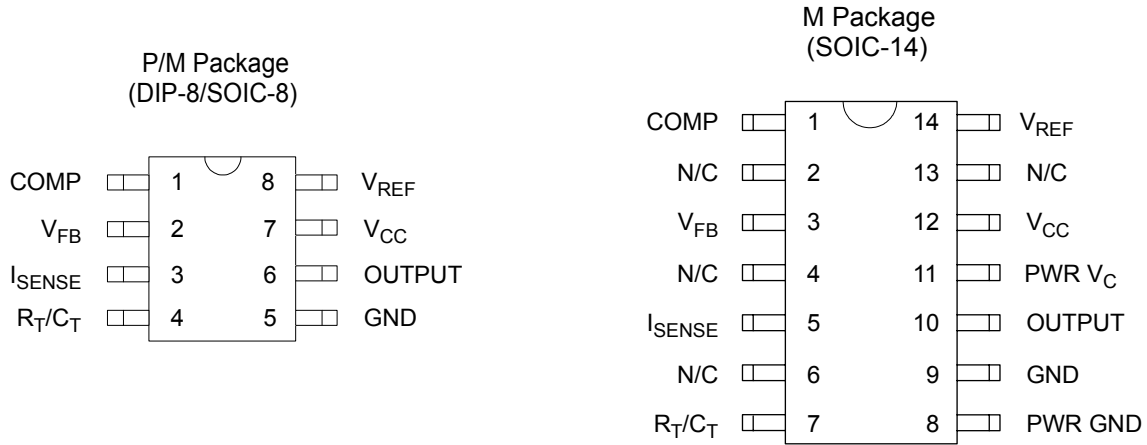 P/M Package
(DIP-8/SOIC-8)
COMP 1 8 VREF
VFB 2 7 VCC
ISENSE 3 6 OUTPUT
RT/CT 4 5 GND
M Package
(SOIC-14)
COMP 1 14 VREF
N/C 2 13 N/C
VFB 3 12 VCC
N/C 4 11 PWR VC
ISENSE 5 10 OUTPUT
N/C 6 9 GND
RT/CT 7 8 PWR GND